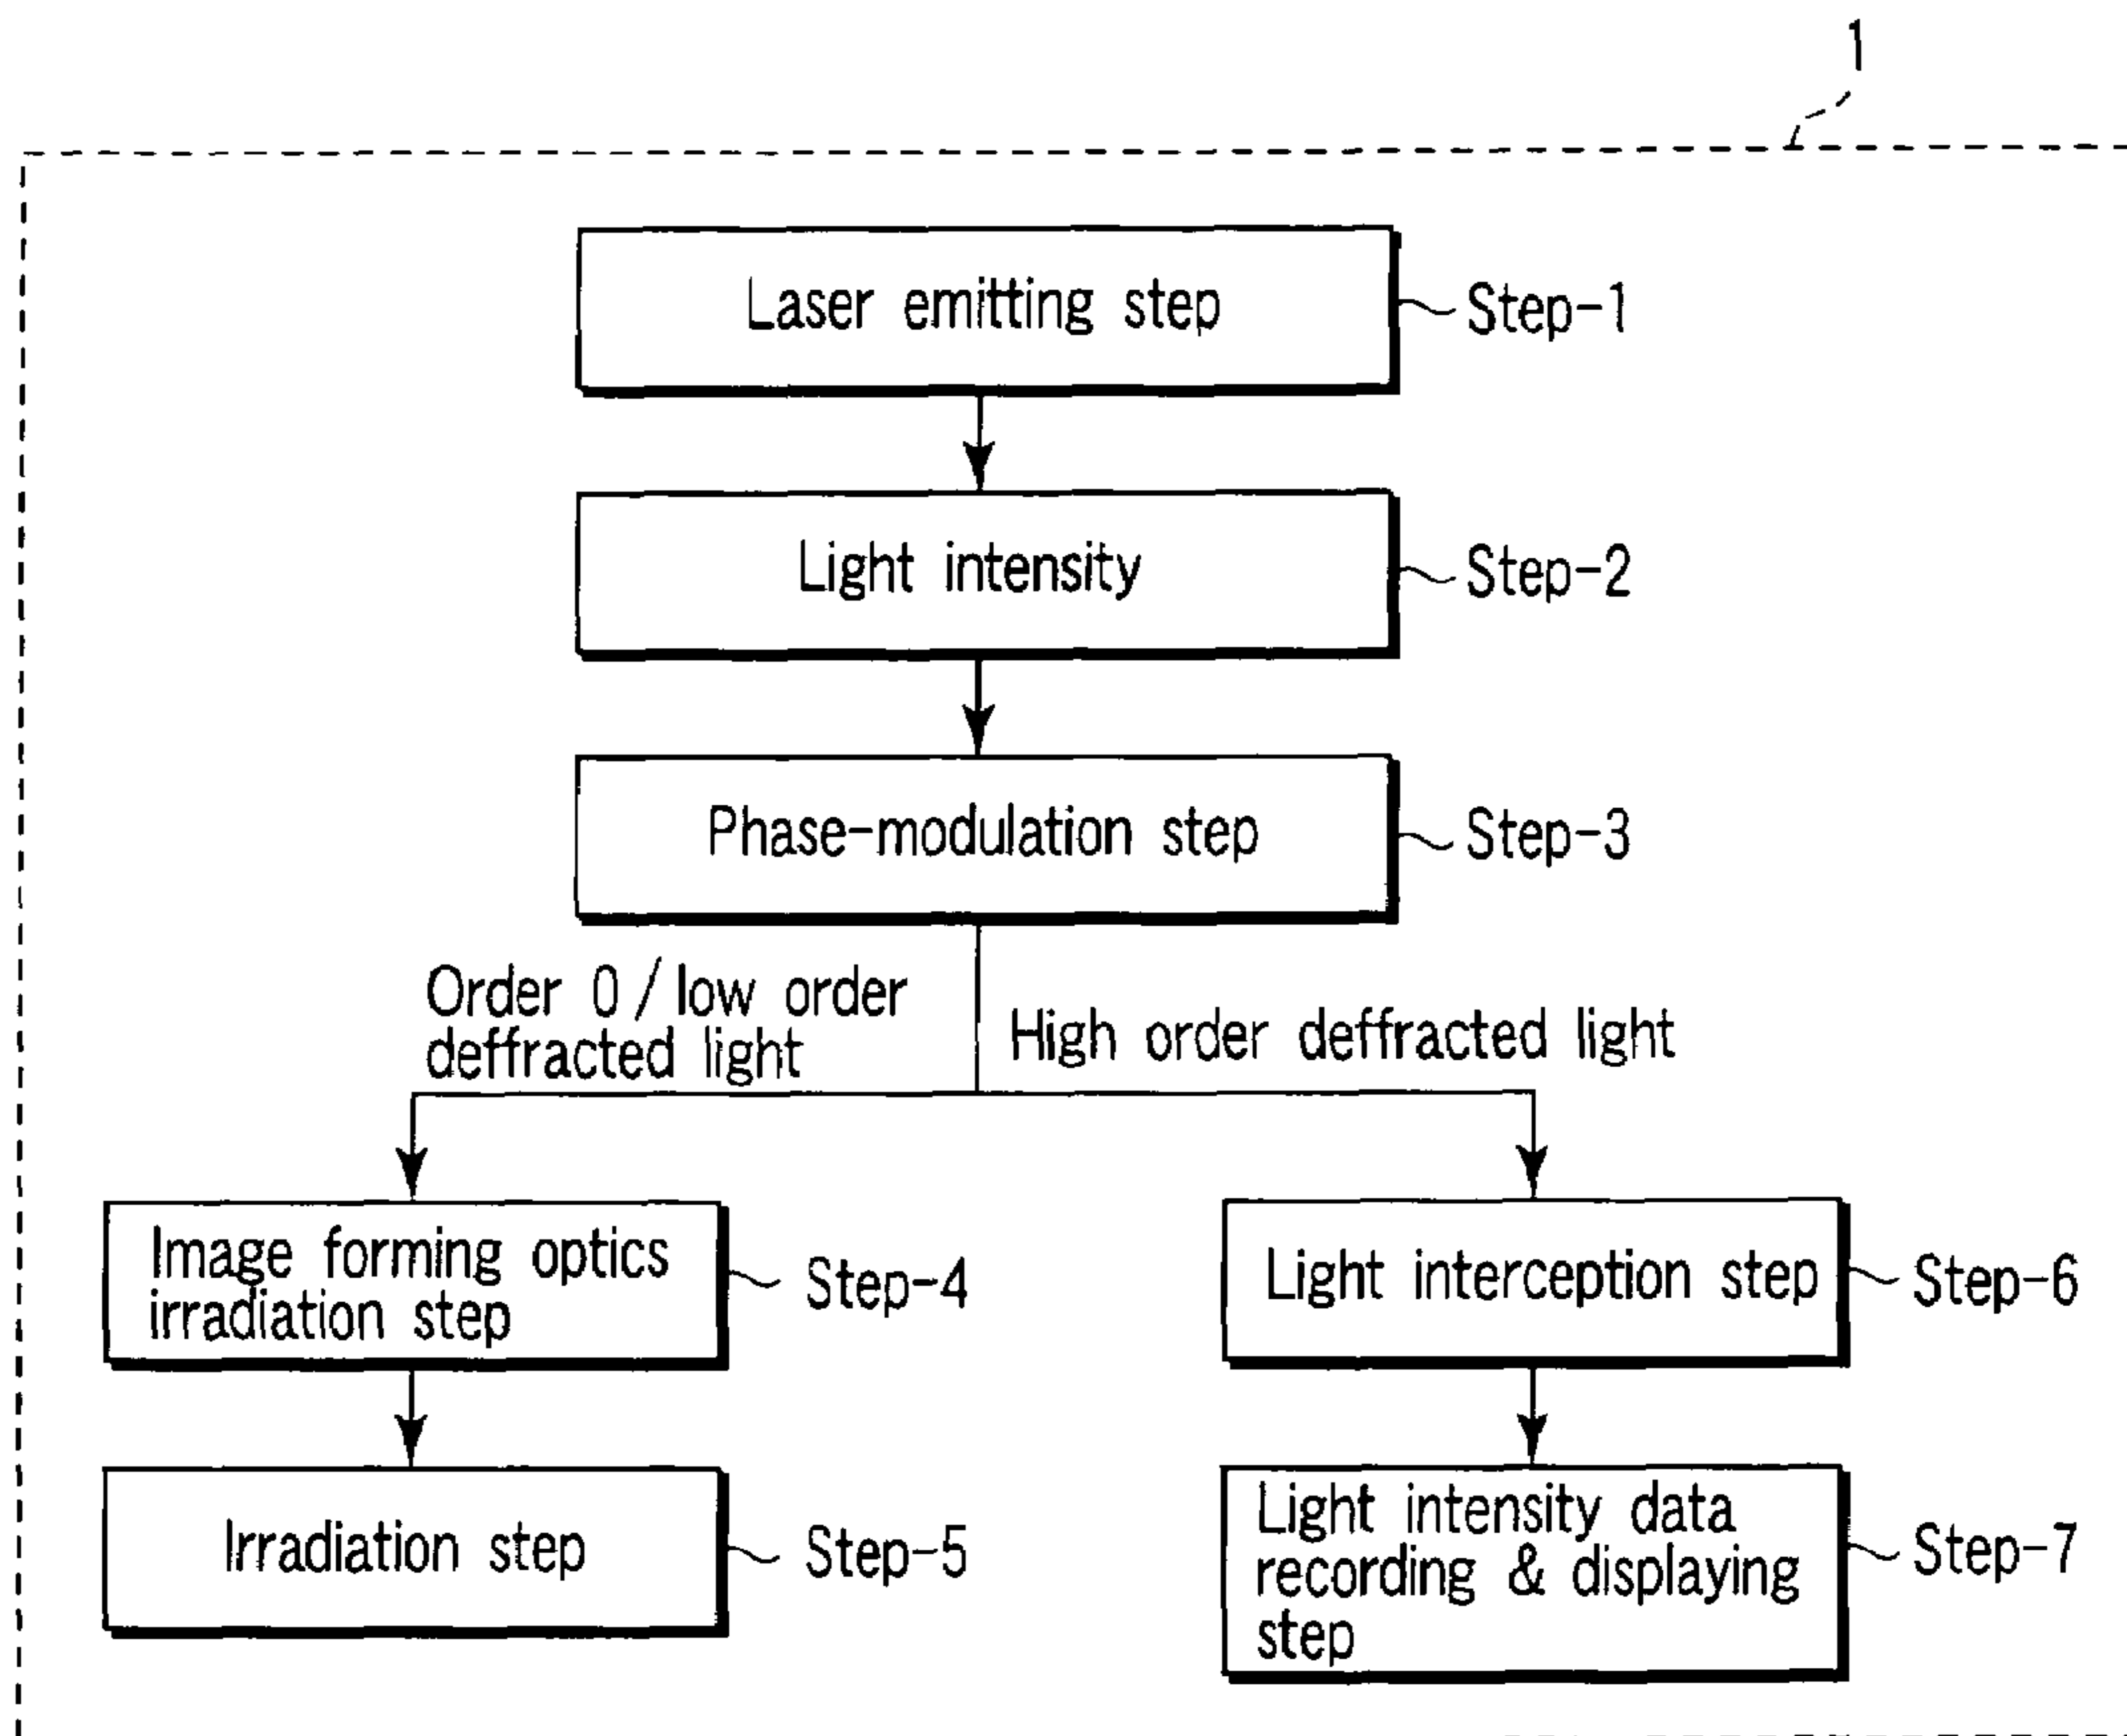 1
Laser emitting step
Step-1
Light intensity
Step-2
Phase-modulation step
Step-3
Order 0 / low order
deffracted light
High order deffracted light
Image forming optics
irradiation step
Step-4
Light interception step
Step-6
Irradiation step
Step-5
Light intensity data
recording & displaying
step
Step-7